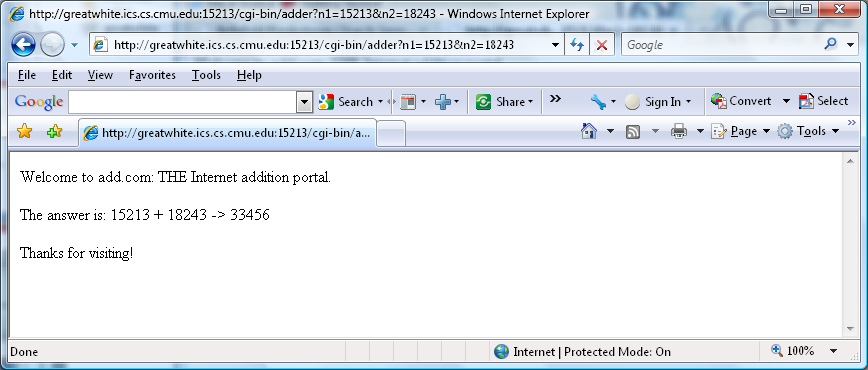 http://greatwhite.ics.cs.cmu.edu:15213/cgi-bin/adder?n1=15213&n2=18243 - Windows Internet Explorer
http://greatwhite.ics.cs.cmu.edu:15213/cgi-bin/adder?n1=15213&n2=18243 Google
File Edit View Favorites Tools Help
Google Search Share » Sign In Convert Select
http://greatwhite.ics.cs.cmu.edu:15213/cgi-bin/a... Page Tools »
Welcome to add.com: THE Internet addition portal.
The answer is: 15213 + 18243 -> 33456
Thanks for visiting!
Done Internet | Protected Mode: On 100%